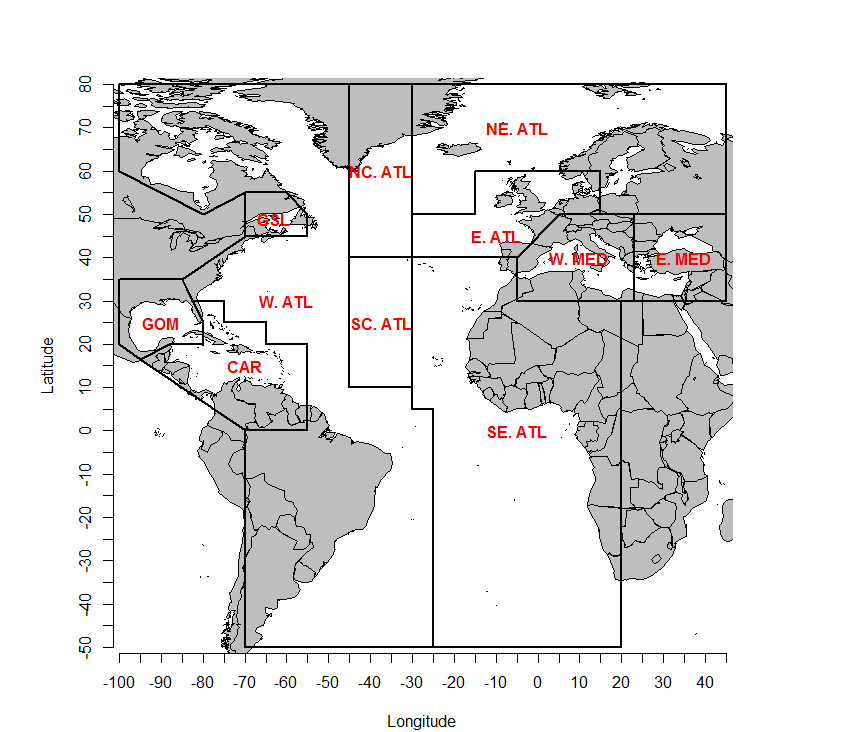 80
70
60
50
40
30
20
10
0
-10
-20
-30
-40
-50
Latitude
NE. ATL
NC. ATL
GSL
E. ATL
W. MED
E. MED
W. ATL
GOM
SC. ATL
CAR
SE. ATL
-100 -90 -80 -70 -60 -50 -40 -30 -20 -10 0 10 20 30 40
Longitude